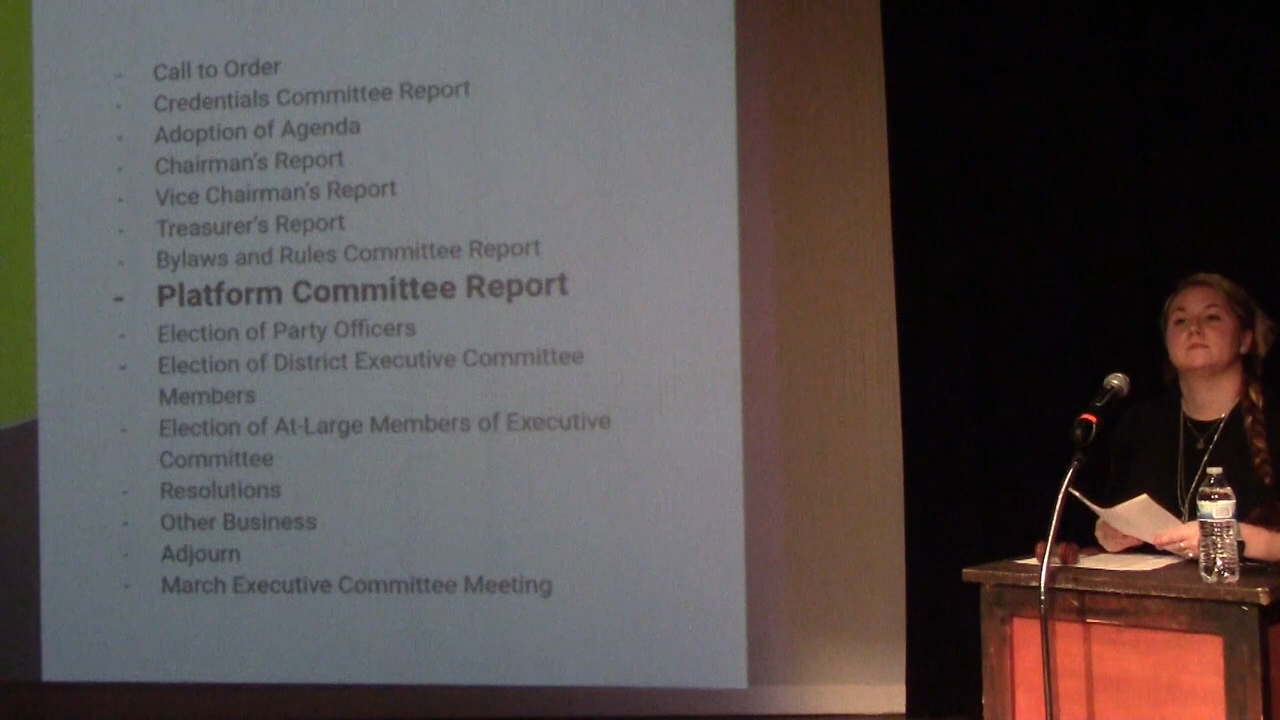 - Call to Order
- Credentials Committee Report
- Adoption of Agenda
- Chairman's Report
- Vice Chairman's Report
- Treasurer's Report
- Bylaws and Rules Committee Report
- Platform Committee Report
- Election of Party Officers
- Election of District Executive Committee
Members
- Election of At-Large Members of Executive
Committee
- Resolutions
- Other Business
- Adjourn
- March Executive Committee Meeting